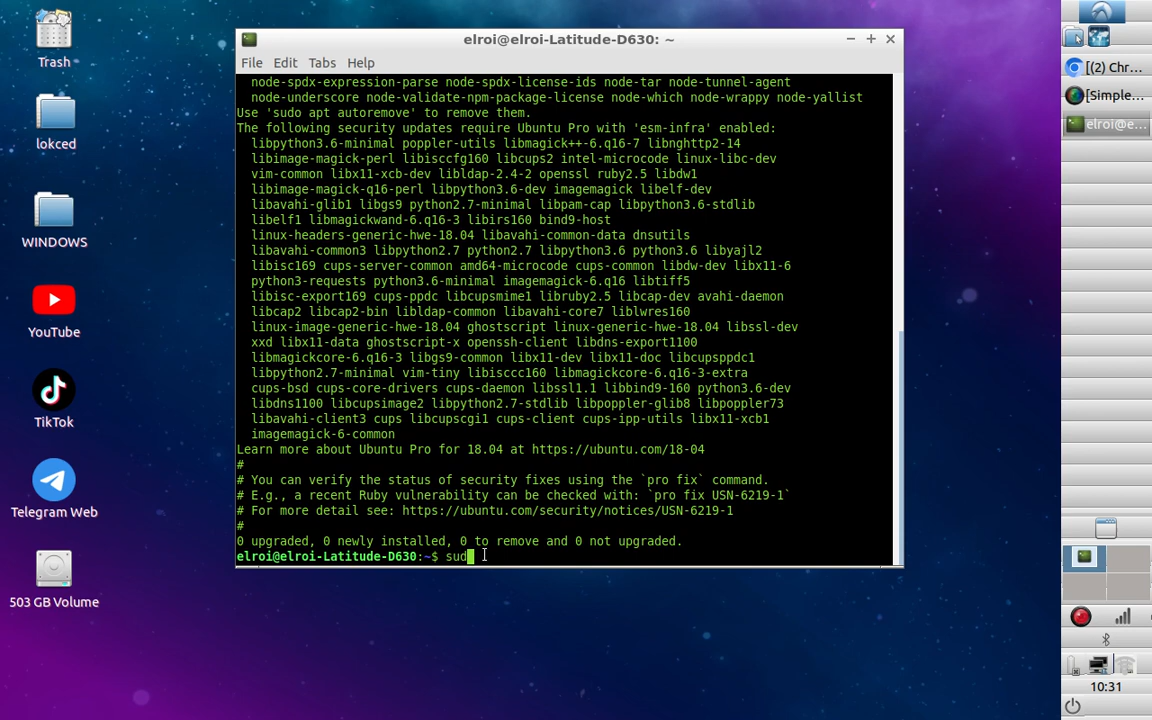 Trash
lokced
WINDOWS
YouTube
TikTok
Telegram Web
503 GB Volume
elroi@elroi-Latitude-D630: ~
File Edit Tabs Help
node-spdx-expression-parse node-spdx-license-ids node-tar node-tunnel-agent
node-underscore node-validate-npm-package-license node-which node-wrappy node-yallist
Use 'sudo apt autoremove' to remove them.
The following security updates require Ubuntu Pro with 'esm-infra' enabled:
libpython3.6-minimal poppler-utils libmagick++-6.q16-7 libnghttp2-14
libimage-magick-perl libisccfg160 libcups2 intel-microcode linux-libc-dev
vim-common libx11-xcb-dev libldap-2.4-2 openssl ruby2.5 libdw1
libimage-magick-q16-perl libpython3.6-dev imagemagick libelf-dev
libavahi-glib1 libgs9 python2.7-minimal libpam-cap libpython3.6-stdlib
libelf1 libmagickwand-6.q16-3 libirs160 bind9-host
linux-headers-generic-hwe-18.04 libavahi-common-data dnsutils
libavahi-common3 libpython2.7 python2.7 libpython3.6 python3.6 libyajl2
libisc169 cups-server-common amd64-microcode cups-common libdw-dev libx11-6
python3-requests python3.6-minimal imagemagick-6.q16 libtiff5
libisc-export169 cups-ppdc libcupsmime1 libruby2.5 libcap-dev avahi-daemon
libcap2 libcap2-bin libldap-common libavahi-core7 liblwres160
linux-image-generic-hwe-18.04 ghostscript linux-generic-hwe-18.04 libssl-dev
xxd libx11-data ghostscript-x openssh-client libdns-export1100
libmagickcore-6.q16-3 libgs9-common libx11-dev libx11-doc libcupsppdc1
libpython2.7-minimal vim-tiny libisccc160 libmagickcore-6.q16-3-extra
cups-bsd cups-core-drivers cups-daemon libssl1.1 libbind9-160 python3.6-dev
libdns1100 libcupsimage2 libpython2.7-stdlib libpoppler-glib8 libpoppler73
libavahi-client3 cups libcupscgi1 cups-client cups-ipp-utils libx11-xcb1
imagemagick-6-common
Learn more about Ubuntu Pro for 18.04 at https://ubuntu.com/18-04
#
# You can verify the status of security fixes using the `pro fix` command.
# E.g., a recent Ruby vulnerability can be checked with: `pro fix USN-6219-1`
# For more detail see: https://ubuntu.com/security/notices/USN-6219-1
#
0 upgraded, 0 newly installed, 0 to remove and 0 not upgraded.
elroi@elroi-Latitude-D630:~$ sud
[(2) Chr...
[Simple...
elroi@e...
10:31